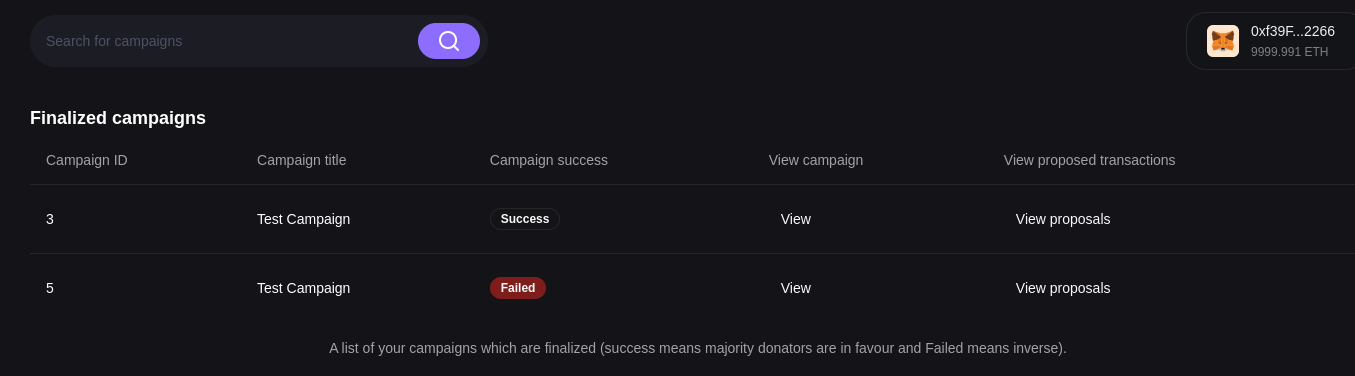 Search for campaigns
0xf39F...2266
9999.991 ETH
Finalized campaigns
Campaign ID Campaign title Campaign success View campaign View proposed transactions
3 Test Campaign Success View View proposals
5 Test Campaign Failed View View proposals
A list of your campaigns which are finalized (success means majority donators are in favour and Failed means inverse).